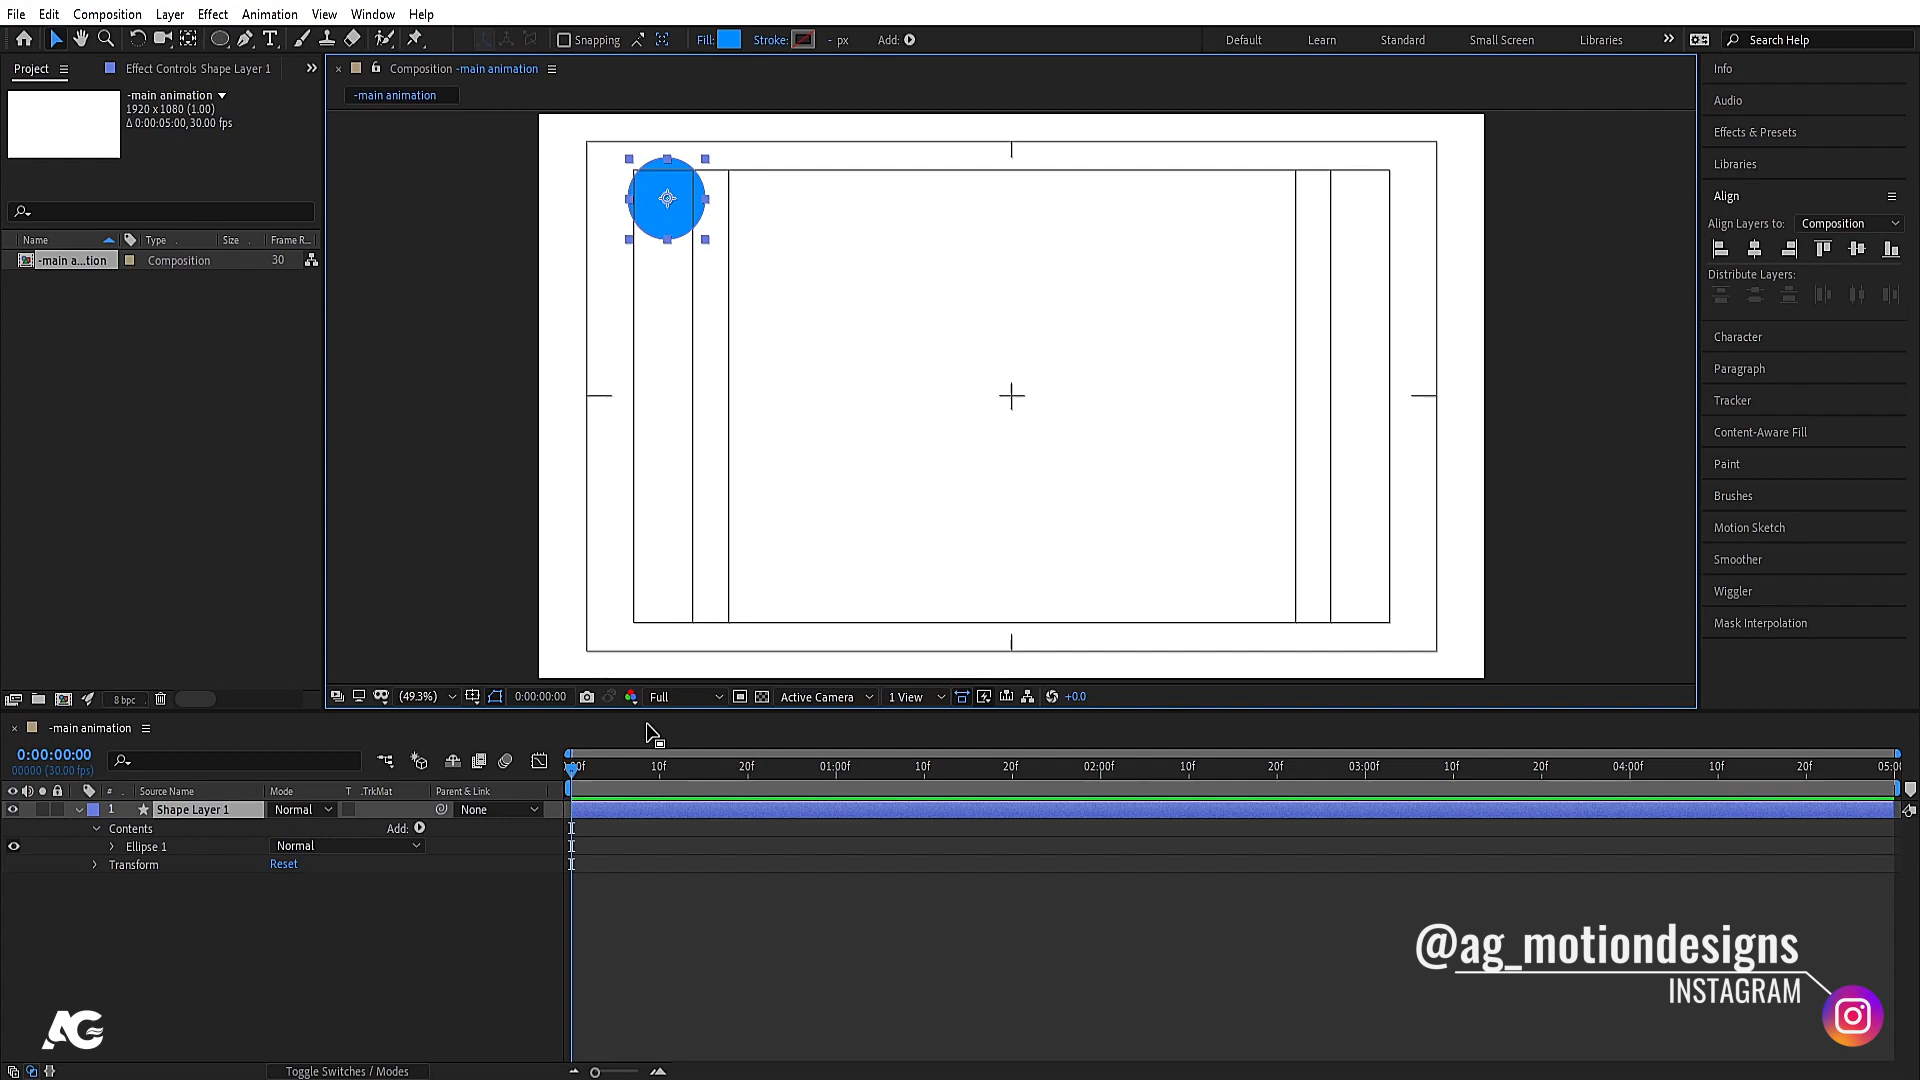 File Edit Composition Layer Effect Animation View Window Help
Snapping Fill: Stroke: - px Add: Default Learn Standard Small Screen Libraries Search Help
Project Effect Controls Shape Layer 1
Composition -main animation
-main animation
-main animation
1920 x 1080 (1.00)
Δ 0:00:05:00,30.00 fps
Name Type Size Frame R...
-main a...tion Composition 30
8 bpc
(49.3%) 0:00:00:00 Full Active Camera 1 View +0.0
Info
Audio
Effects & Presets
Libraries
Align
Align Layers to: Composition
Distribute Layers:
Character
Paragraph
Tracker
Content-Aware Fill
Paint
Brushes
Motion Sketch
Smoother
Wiggler
Mask Interpolation
-main animation
0:00:00:00
00000 (30.00 fps)
:00f 10f 20f 01:00f 10f 20f 02:00f 10f 20f 03:00f 10f 20f 04:00f 10f 20f 05:00
# Source Name Mode T .TrkMat Parent & Link
1 Shape Layer 1 Normal None
Contents Add:
Ellipse 1 Normal
Transform Reset
Toggle Switches / Modes
@ag_motiondesigns
INSTAGRAM
AG